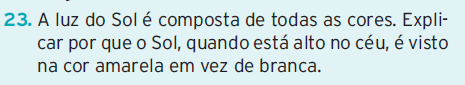 23. A luz do Sol é composta de todas as cores. Expli-
car por que o Sol, quando está alto no céu, é visto
na cor amarela em vez de branca.